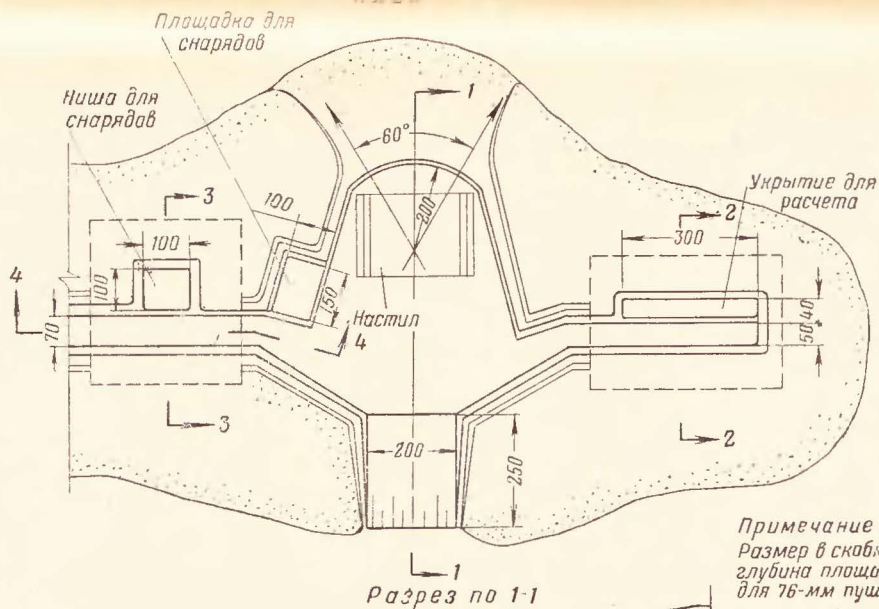 Площадка для
снарядов
Ниша для
снарядов
1
60°
200
100
3
3
100
100
4
70
150
Настил
4
Укрытие для
расчета
2
300
40
50
2
200
250
1
Разрез по 1-1
Примечание
Размер в скобк
глубина площа
для 76-мм пуш